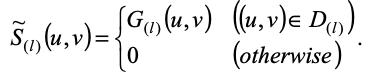 S̃₍ₗ₎(u,v) = { G₍ₗ₎(u,v) ((u,v)∈ D₍ₗ₎)
0 (otherwise) .